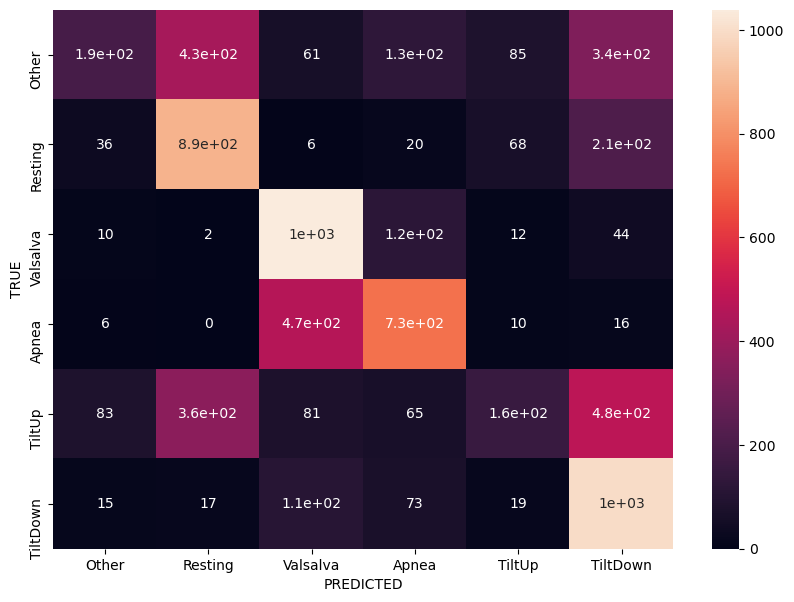 Other 1.9e+02 4.3e+02 61 1.3e+02 85 3.4e+02
Resting 36 8.9e+02 6 20 68 2.1e+02
Valsalva 10 2 1e+03 1.2e+02 12 44
Apnea 6 0 4.7e+02 7.3e+02 10 16
TiltUp 83 3.6e+02 81 65 1.6e+02 4.8e+02
TiltDown 15 17 1.1e+02 73 19 1e+03
TRUE
Other Resting Valsalva Apnea TiltUp TiltDown
PREDICTED
1000
800
600
400
200
0